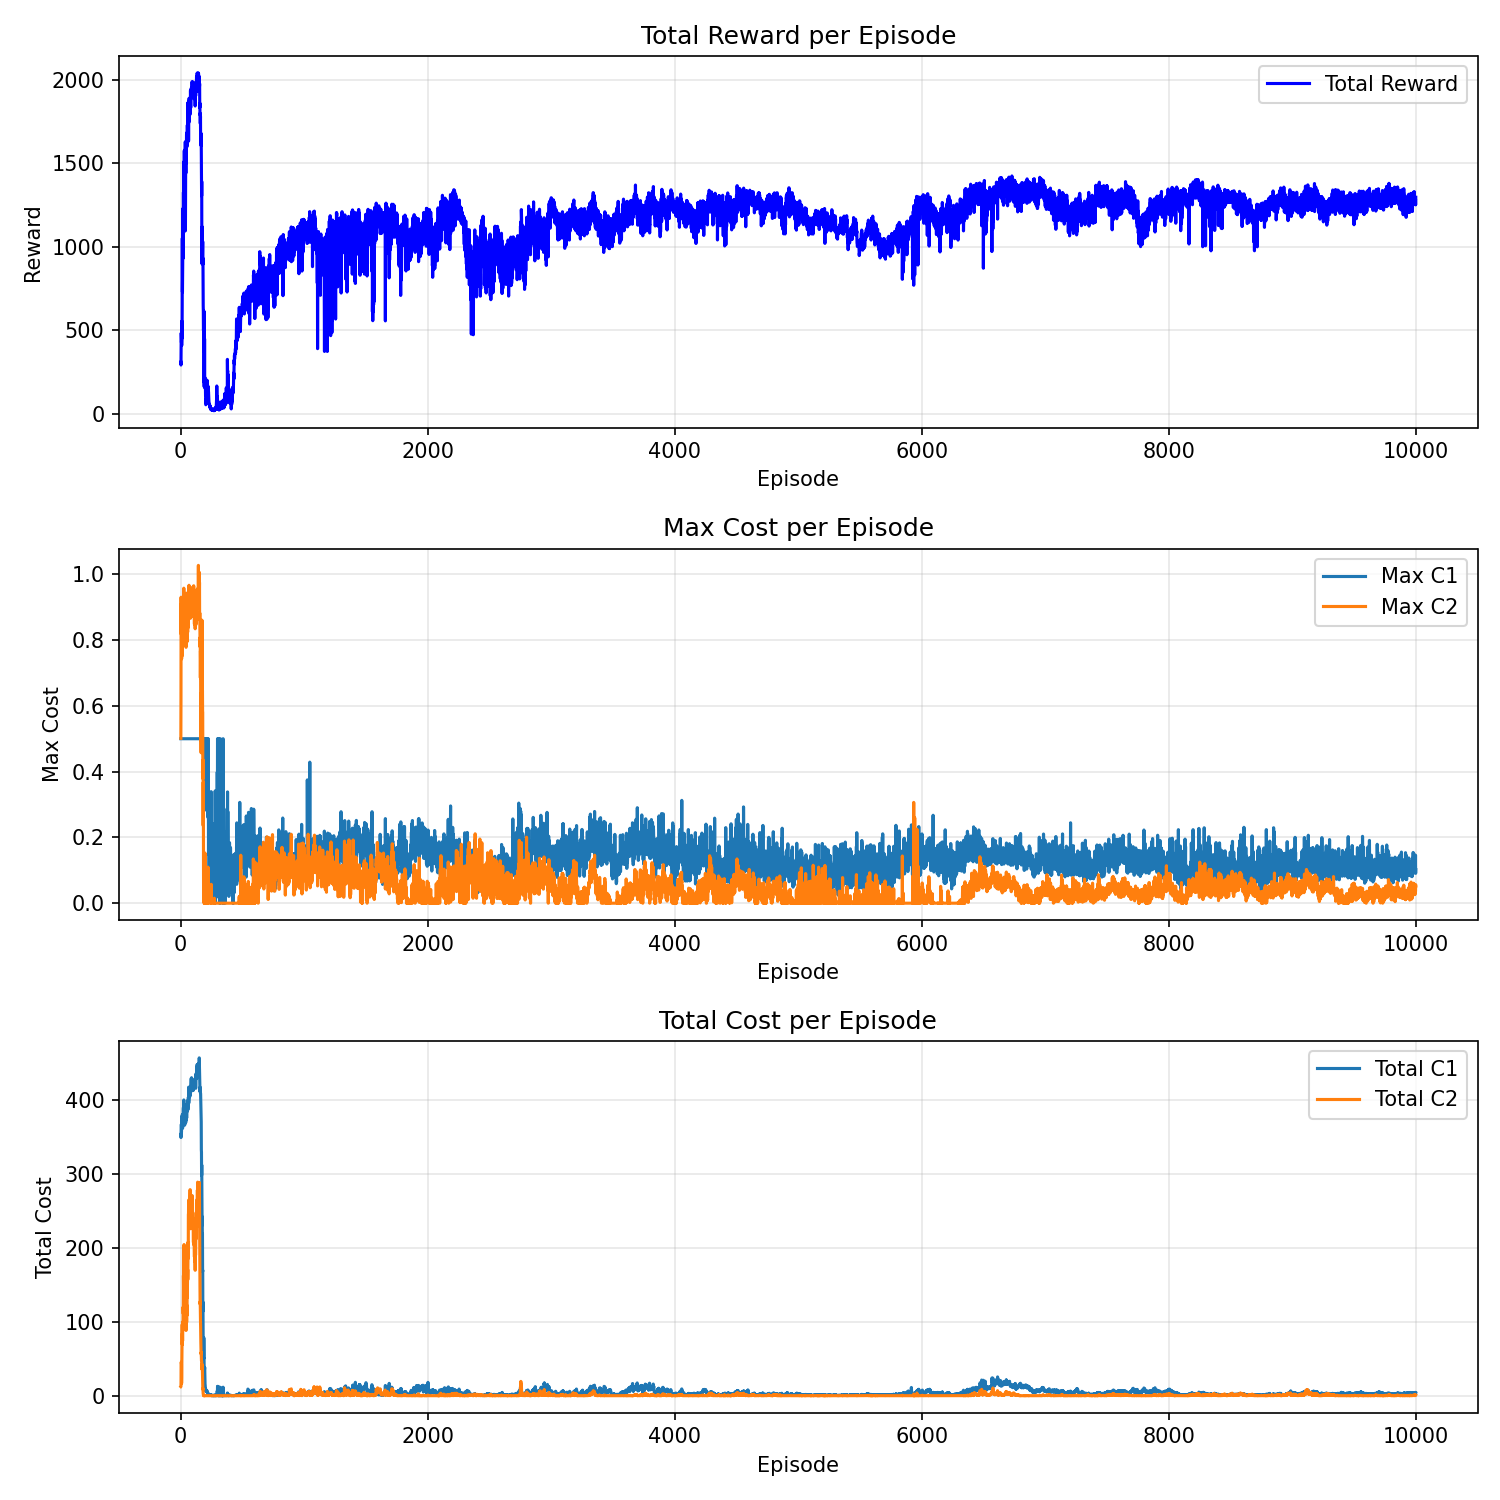 Total Reward per Episode
Total Reward
2000
1500
1000
500
0
Reward
0 2000 4000 6000 8000 10000
Episode
Max Cost per Episode
Max C1
Max C2
1.0
0.8
0.6
0.4
0.2
0.0
Max Cost
0 2000 4000 6000 8000 10000
Episode
Total Cost per Episode
Total C1
Total C2
400
300
200
100
0
Total Cost
0 2000 4000 6000 8000 10000
Episode